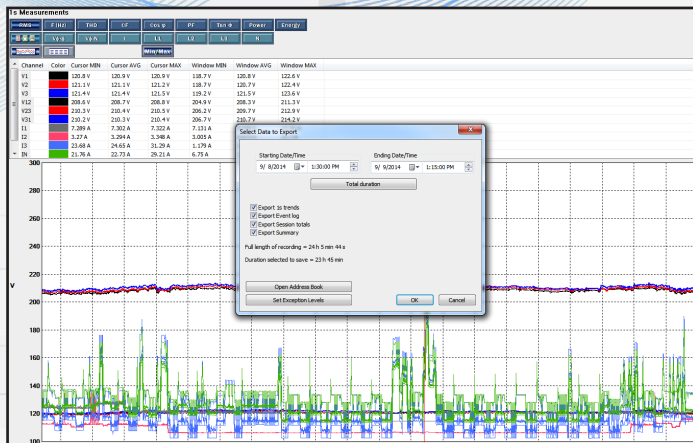 1s Measurements
RMS F (Hz) THD CF Cos φ PF Tan Φ Power Energy
U φ-φ V φ-N I L1 L2 L3 N
Min/Max
Channel Color Cursor MIN Cursor AVG Cursor MAX Window MIN Window AVG Window MAX
V1 120.8 V 120.9 V 120.9 V 118.7 V 120.8 V 122.6 V
V2 121.1 V 121.1 V 121.2 V 118.7 V 120.7 V 122.4 V
V3 121.4 V 121.4 V 121.5 V 119.2 V 121.5 V 123.6 V
V12 208.6 V 208.7 V 208.8 V 204.9 V 208.3 V 211.3 V
V23 210.3 V 210.4 V 210.5 V 206.2 V 209.7 V 212.9 V
V31 210.2 V 210.3 V 210.4 V 206.7 V 210.7 V 214.2 V
I1 7.289 A 7.302 A 7.322 A 7.131 A
I2 3.27 A 3.294 A 3.348 A 3.005 A
I3 23.68 A 24.65 A 31.29 A 1.179 A
IN 21.76 A 22.73 A 29.21 A 6.75 A
Select Data to Export
Starting Date/Time Ending Date/Time
9/ 8/2014 1:30:00 PM 9/ 9/2014 1:15:00 PM
Total duration
Export 1s trends
Export Event log
Export Session totals
Export Summary
Full length of recording = 24 h 5 min 44 s
Duration selected to save = 23 h 45 min
Open Address Book
Set Exception Levels OK Cancel
300
280
260
240
220
V
200
180
160
140
120
100